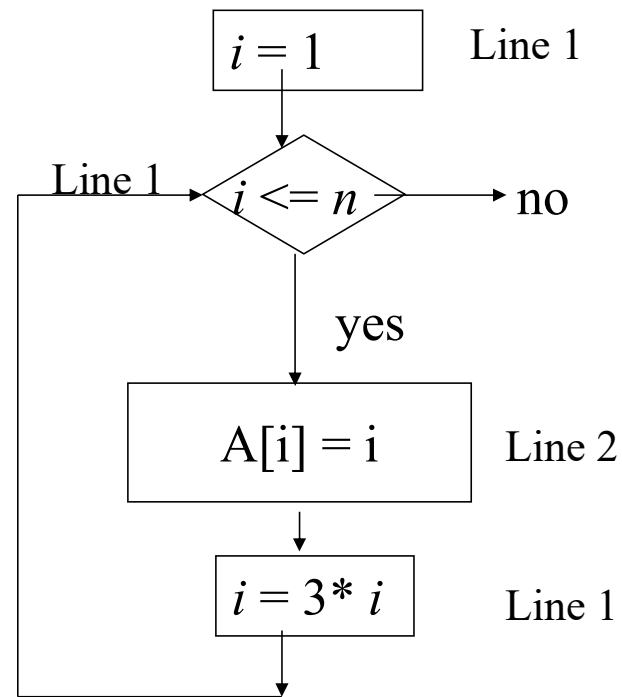 i = 1
Line 1
Line 1
i <= n
no
yes
A[i] = i
Line 2
i = 3* i
Line 1